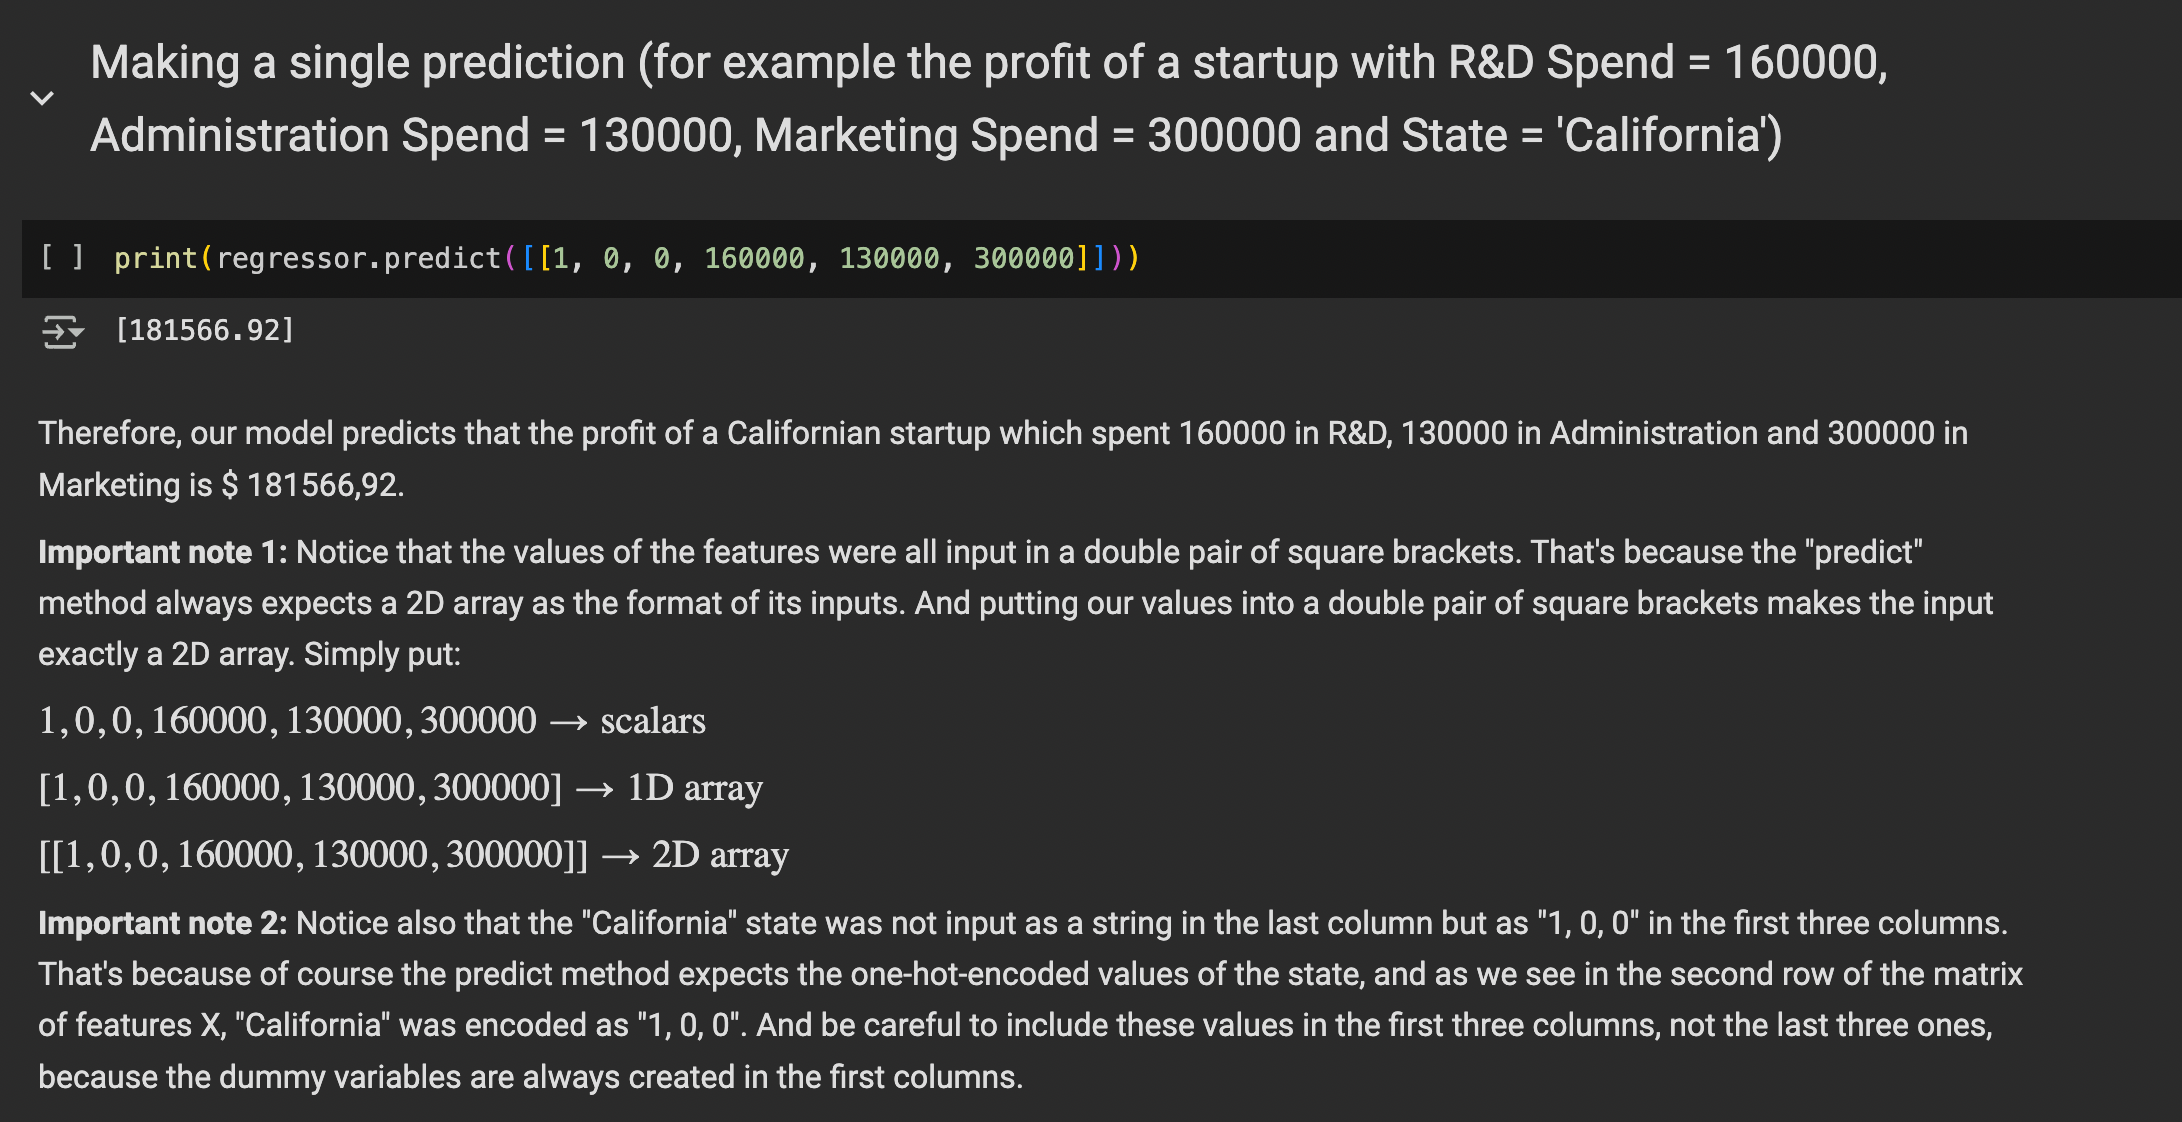 Making a single prediction (for example the profit of a startup with R&D Spend = 160000,
Administration Spend = 130000, Marketing Spend = 300000 and State = 'California')
[ ] print(regressor.predict([[1, 0, 0, 160000, 130000, 300000]]))
[181566.92]
Therefore, our model predicts that the profit of a Californian startup which spent 160000 in R&D, 130000 in Administration and 300000 in
Marketing is $ 181566,92.
Important note 1: Notice that the values of the features were all input in a double pair of square brackets. That's because the "predict"
method always expects a 2D array as the format of its inputs. And putting our values into a double pair of square brackets makes the input
exactly a 2D array. Simply put:
1, 0, 0, 160000, 130000, 300000 → scalars
[1, 0, 0, 160000, 130000, 300000] → 1D array
[[1, 0, 0, 160000, 130000, 300000]] → 2D array
Important note 2: Notice also that the "California" state was not input as a string in the last column but as "1, 0, 0" in the first three columns.
That's because of course the predict method expects the one-hot-encoded values of the state, and as we see in the second row of the matrix
of features X, "California" was encoded as "1, 0, 0". And be careful to include these values in the first three columns, not the last three ones,
because the dummy variables are always created in the first columns.